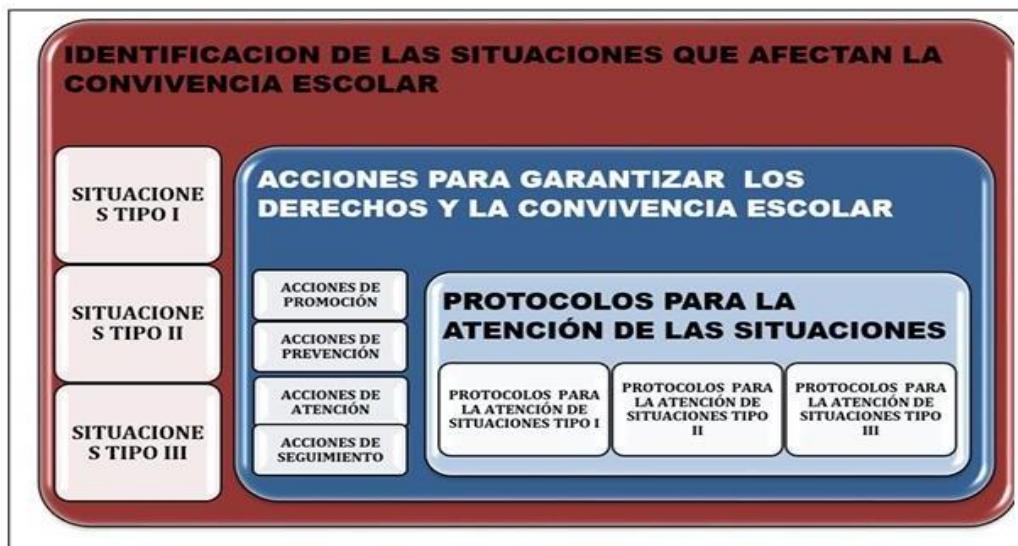 IDENTIFICACION DE LAS SITUACIONES QUE AFECTAN LA
CONVIVENCIA ESCOLAR
SITUACIONE
S TIPO I
SITUACIONE
S TIPO II
SITUACIONE
S TIPO III
ACCIONES PARA GARANTIZAR LOS
DERECHOS Y LA CONVIVENCIA ESCOLAR
ACCIONES DE
PROMOCIÓN
ACCIONES DE
PREVENCIÓN
ACCIONES DE
ATENCIÓN
ACCIONES DE
SEGUIMIENTO
PROTOCOLOS PARA LA
ATENCIÓN DE LAS SITUACIONES
PROTOCOLOS PARA
LA ATENCIÓN DE
SITUACIONES TIPO I
PROTOCOLOS PARA
LA ATENCIÓN DE
SITUACIONES TIPO
II
PROTOCOLOS PARA
LA ATENCIÓN DE
SITUACIONES TIPO
III